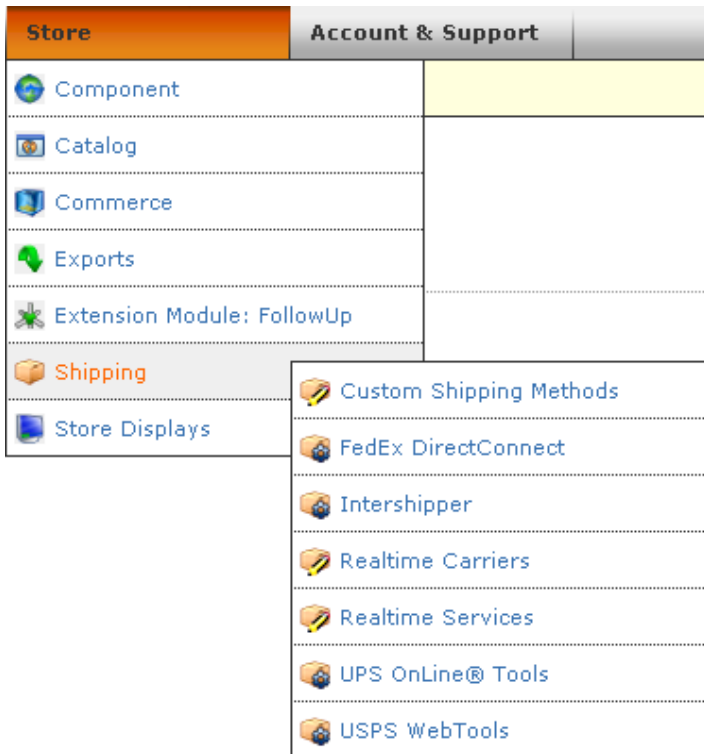 Store
Account & Support
Component
Catalog
Commerce
Exports
Extension Module: FollowUp
Shipping
Store Displays
Custom Shipping Methods
FedEx DirectConnect
Intershipper
Realtime Carriers
Realtime Services
UPS OnLine® Tools
USPS WebTools